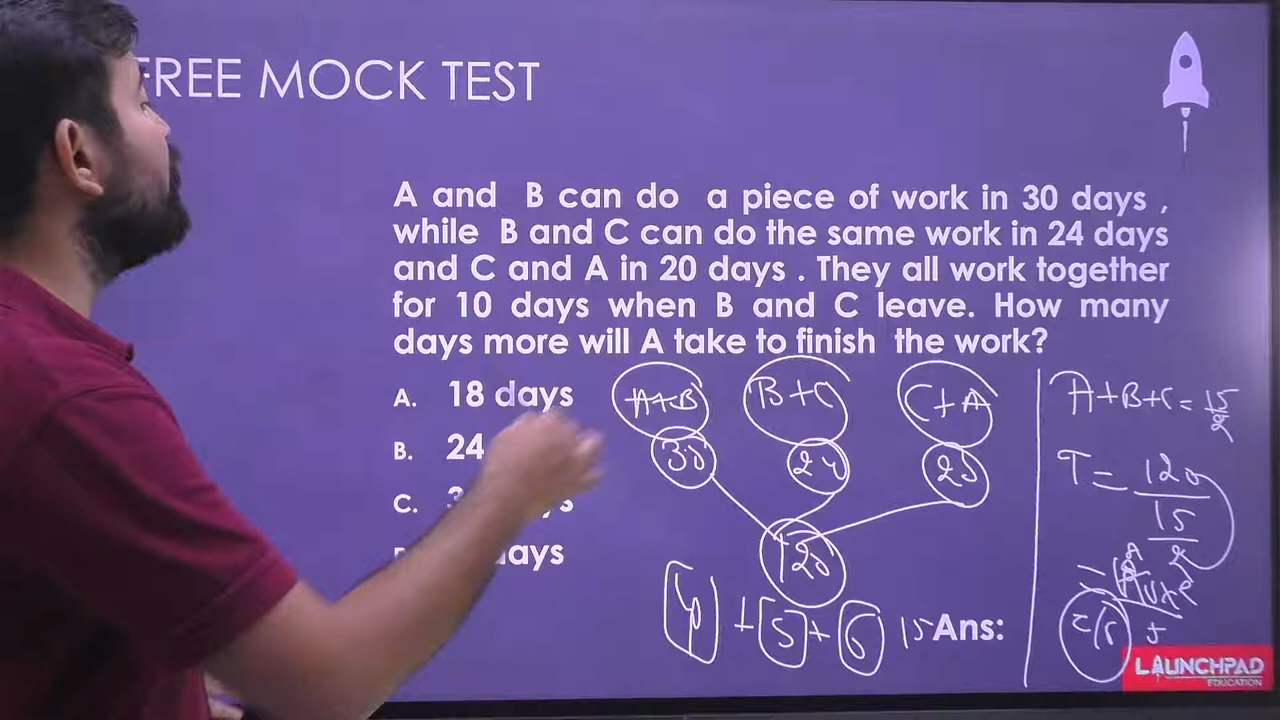 FREE MOCK TEST
A and B can do a piece of work in 30 days ,
while B and C can do the same work in 24 days
and C and A in 20 days . They all work together
for 10 days when B and C leave. How many
days more will A take to finish the work?
A. 18 days
B. 24
C.
days
A+B B+C C+A
30 24 20
120
4 + 5 + 6 15 Ans:
A+B+C = 15
T = 120
15
2
LAUNCHPAD
EDUCATION